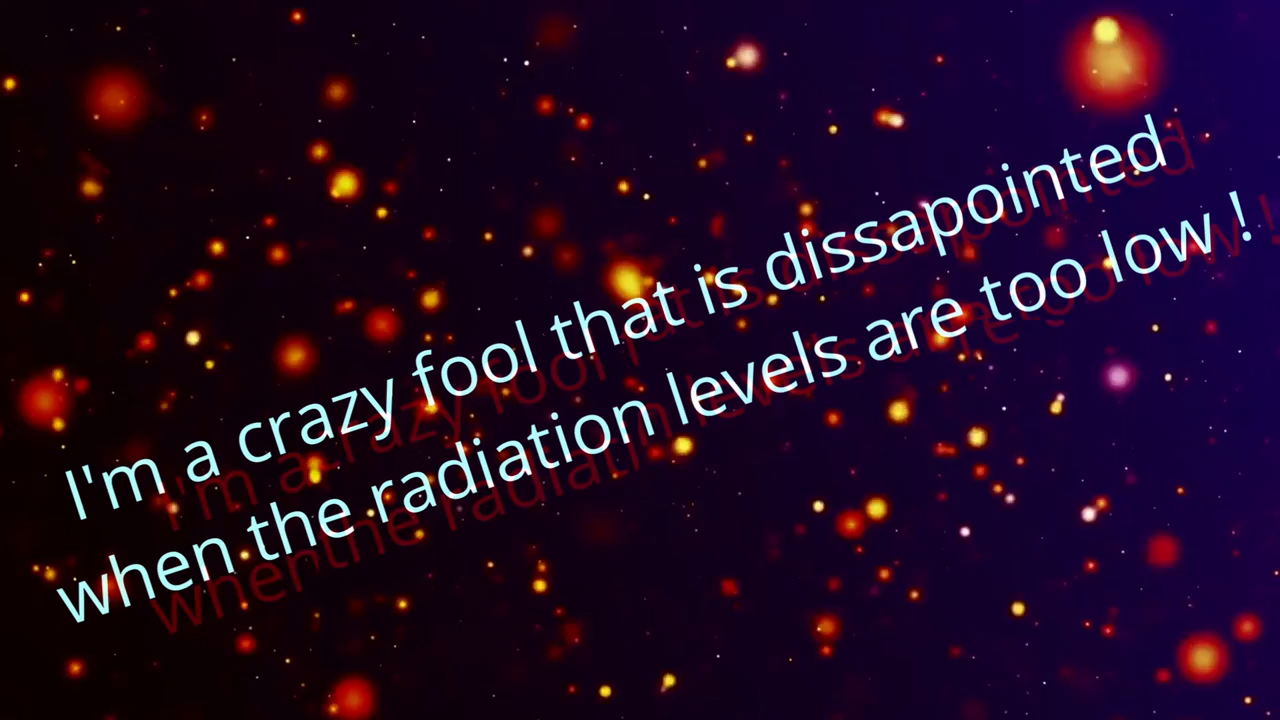 I'm a crazy fool that is dissapointed
when the radiation levels are too low !